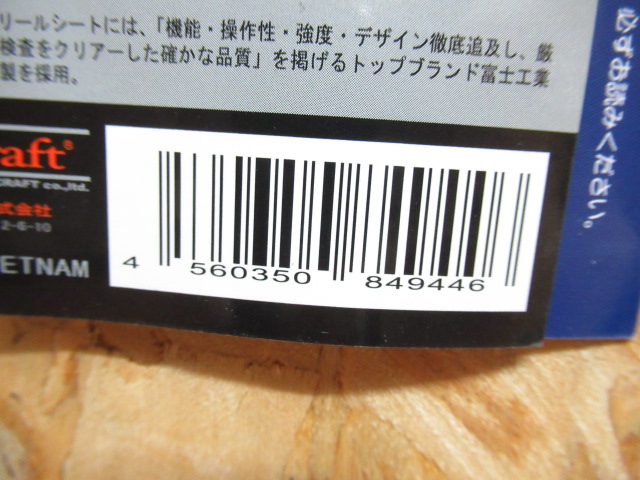 リールシートには、「機能・操作性・強度・デザイン徹底追及し、厳
検査をクリアーした確かな品質」を掲げるトップブランド富士工業
製を採用。
raft®
CRAFT co.,ltd.
式会社
2-6-10
ETNAM
4 560350 849446
必ずお読みください。